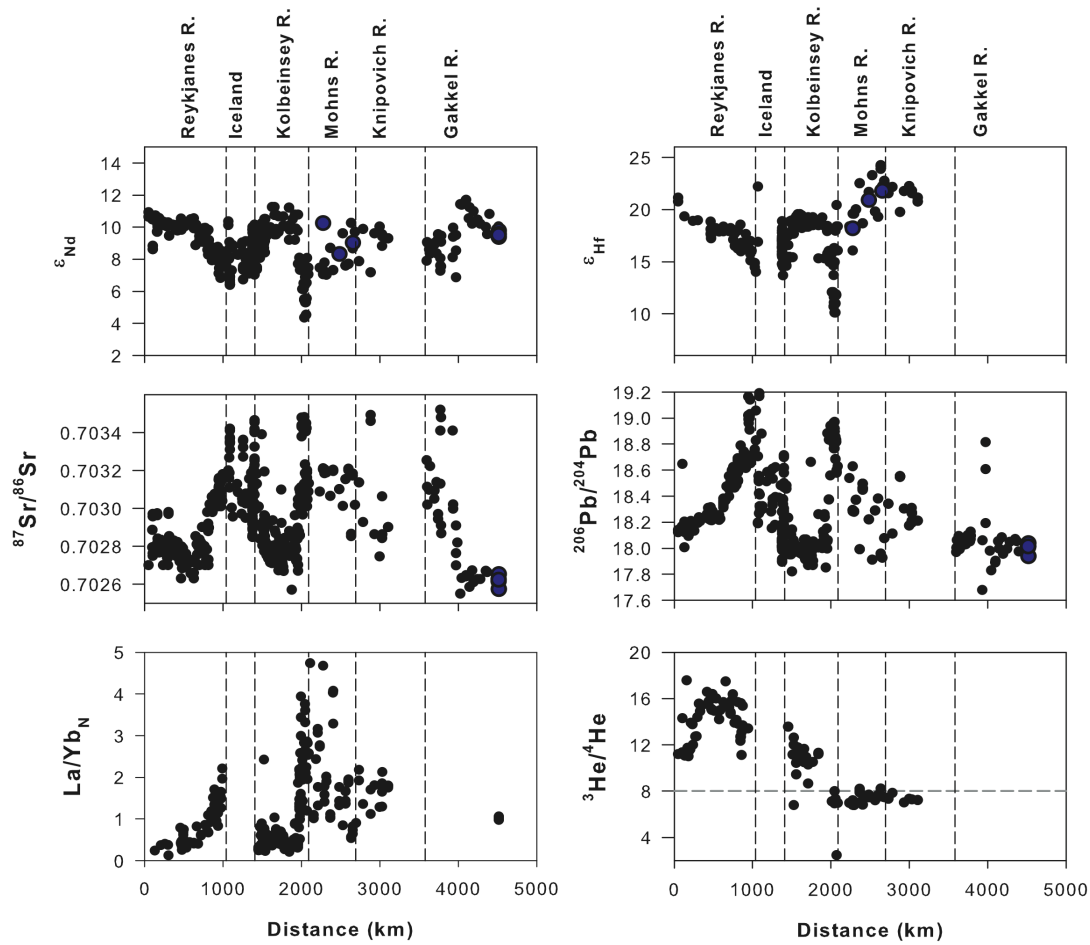 Reykjanes R.
Iceland
Kolbeinsey R.
Mohns R.
Knipovich R.
Gakkel R.
Reykjanes R.
Iceland
Kolbeinsey R.
Mohns R.
Knipovich R.
Gakkel R.
εNd
14
12
10
8
6
4
2
εHf
25
20
15
10
87Sr/86Sr
0.7034
0.7032
0.7030
0.7028
0.7026
206Pb/204Pb
19.2
19.0
18.8
18.6
18.4
18.2
18.0
17.8
17.6
La/YbN
5
4
3
2
1
0
0 1000 2000 3000 4000 5000
Distance (km)
3He/4He
20
16
12
8
4
0 1000 2000 3000 4000 5000
Distance (km)